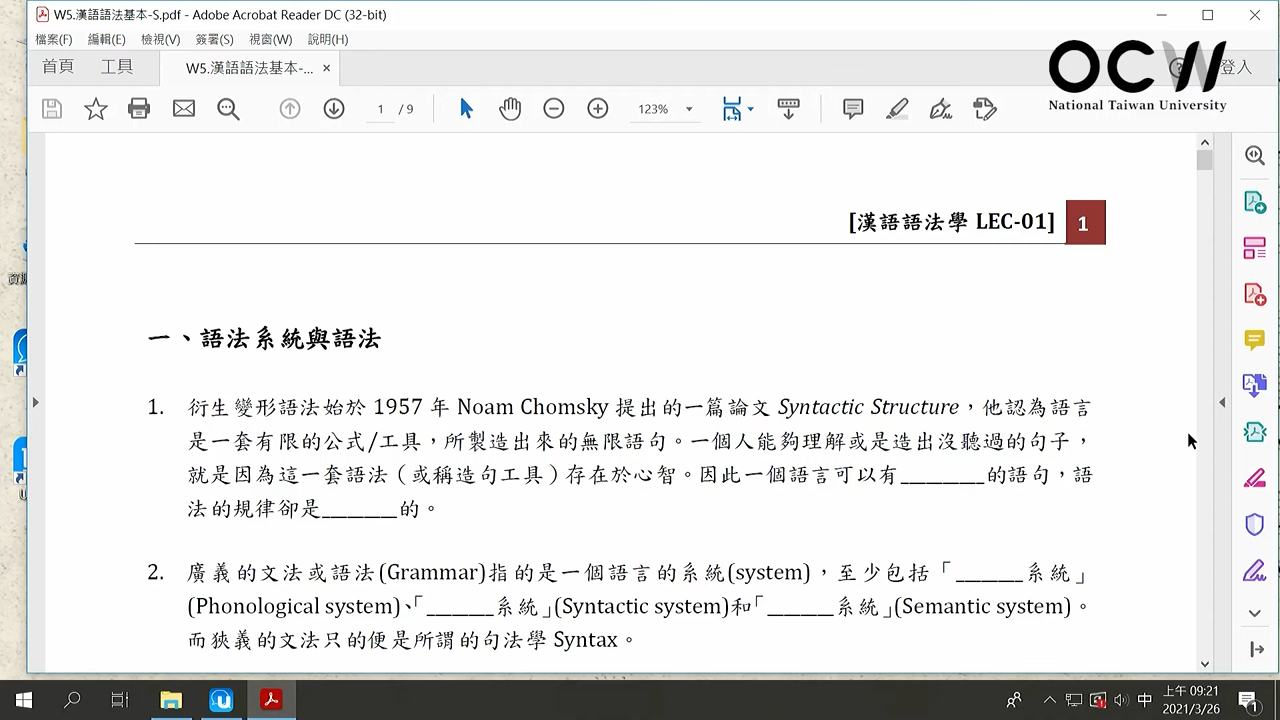 W5.漢語語法基本-S.pdf - Adobe Acrobat Reader DC (32-bit)
檔案(F) 編輯(E) 檢視(V) 簽署(S) 視窗(W) 說明(H)
首頁 工具 W5.漢語語法基本-... × 登入
OCW
National Taiwan University
1 / 9 123%
[漢語語法學 LEC-01] 1
一、語法系統與語法
1. 衍生變形語法始於 1957 年 Noam Chomsky 提出的一篇論文 Syntactic Structure，他認為語言
是一套有限的公式/工具，所製造出來的無限語句。一個人能夠理解或是造出沒聽過的句子，
就是因為這一套語法（或稱造句工具）存在於心智。因此一個語言可以有________的語句，語
法的規律卻是________的。
2. 廣義的文法或語法(Grammar)指的是一個語言的系統(system)，至少包括「_______系統」
(Phonological system)、「_______系統」(Syntactic system)和「_______系統」(Semantic system)。
而狹義的文法只的便是所謂的句法學 Syntax。
中
上午 09:21
2021/3/26
1